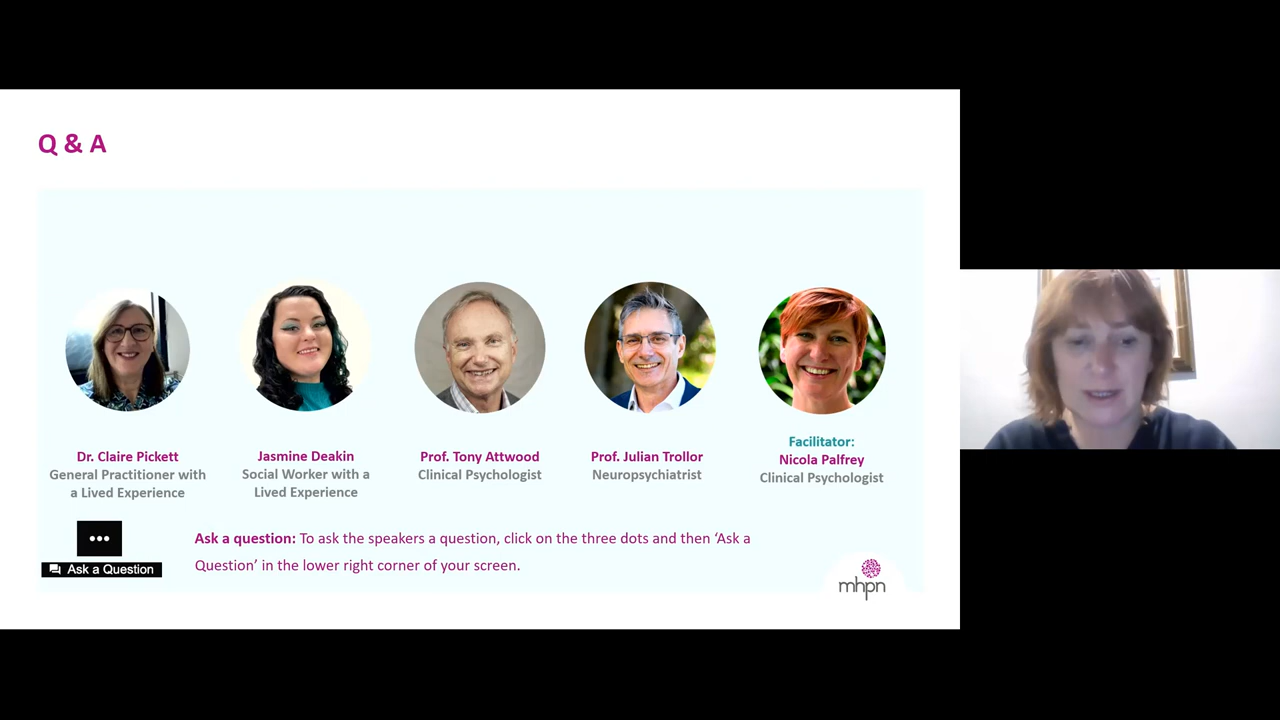 Q & A
Dr. Claire Pickett
General Practitioner with
a Lived Experience
Jasmine Deakin
Social Worker with a
Lived Experience
Prof. Tony Attwood
Clinical Psychologist
Prof. Julian Trollor
Neuropsychiatrist
Facilitator:
Nicola Palfrey
Clinical Psychologist
Ask a Question
Ask a question: To ask the speakers a question, click on the three dots and then ‘Ask a
Question’ in the lower right corner of your screen.
mhpn